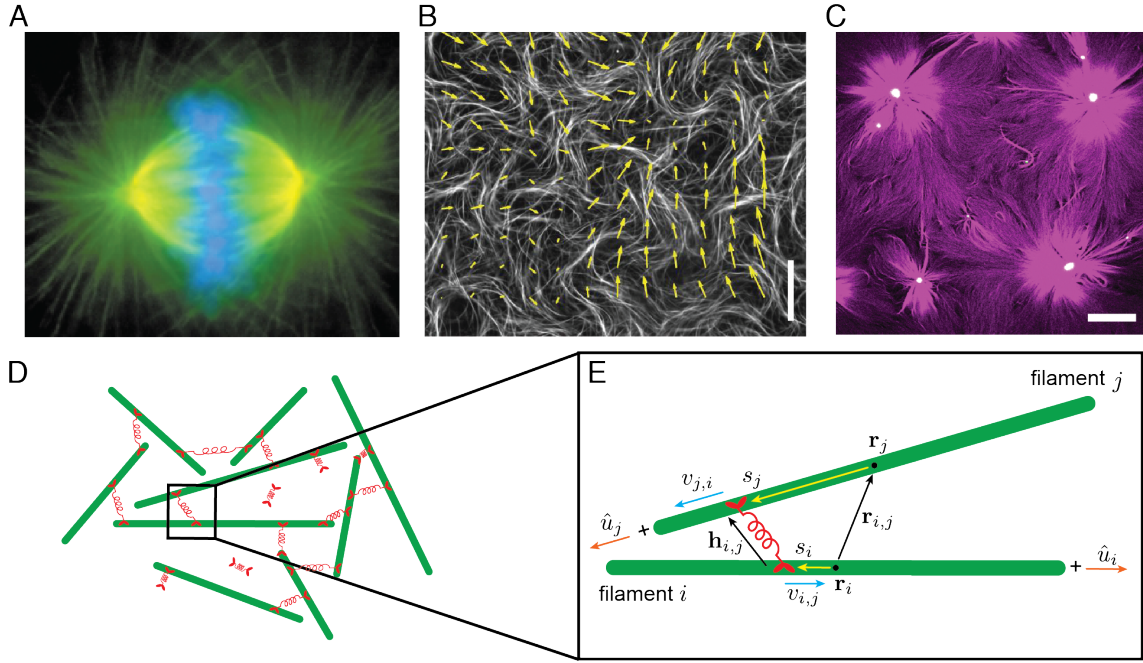 A
B
C
D
E
filament j
r_j
v_{j,i}
s_j
r_{i,j}
û_j
+
h_{i,j}
s_i
û_i
+
filament i
v_{i,j}
r_i